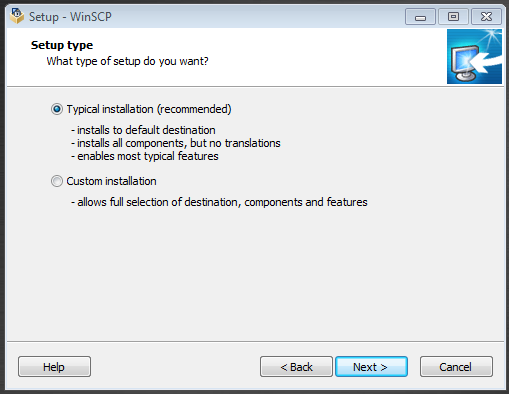 Setup - WinSCP
Setup type
What type of setup do you want?
Typical installation (recommended)
- installs to default destination
- installs all components, but no translations
- enables most typical features
Custom installation
- allows full selection of destination, components and features
Help
< Back
Next >
Cancel